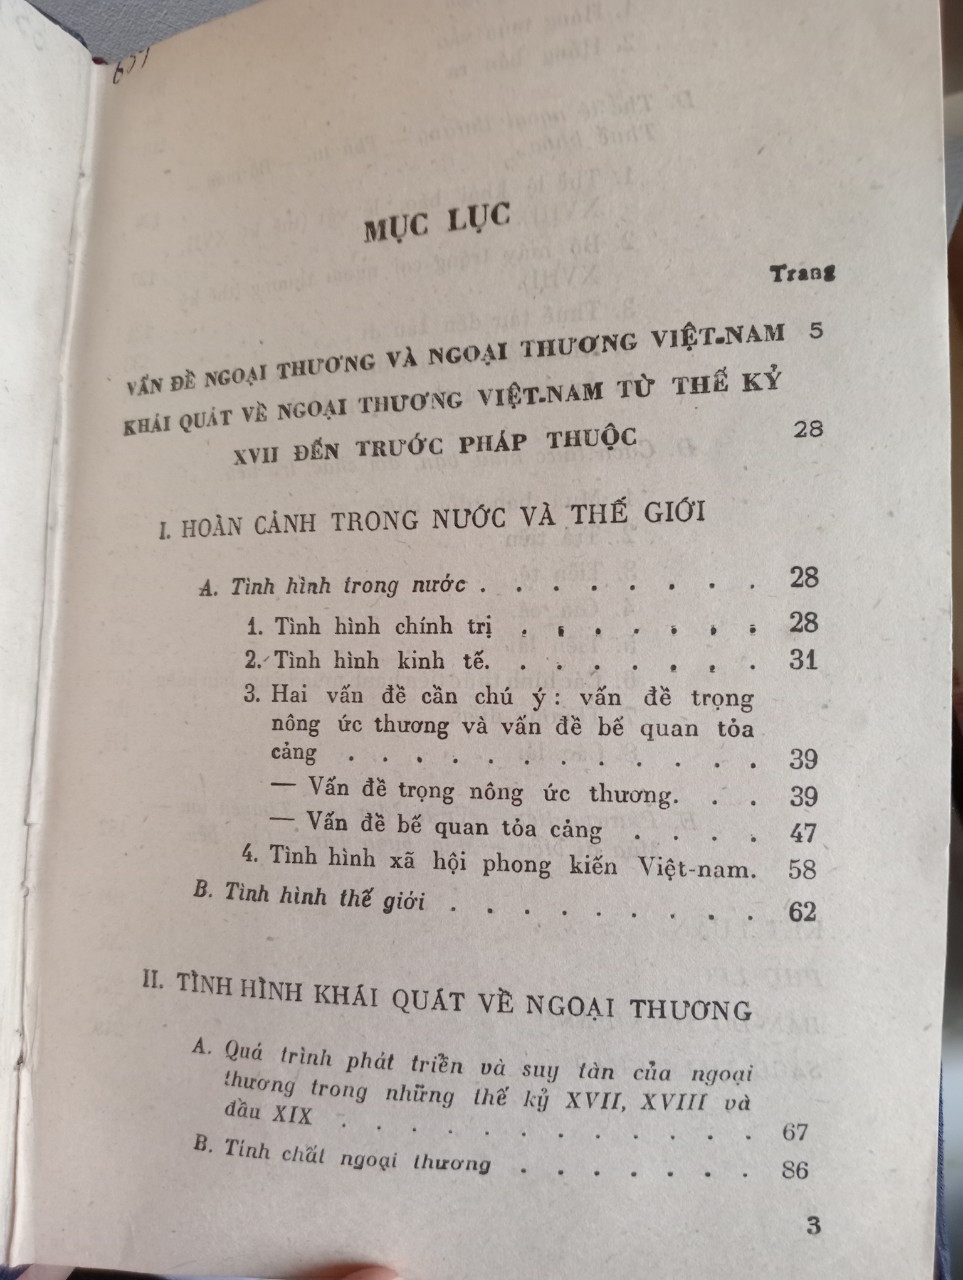 MỤC LỤC
Trang
VẤN ĐỀ NGOẠI THƯƠNG VÀ NGOẠI THƯƠNG VIỆT-NAM 5
KHÁI QUÁT VỀ NGOẠI THƯƠNG VIỆT-NAM TỪ THẾ KỶ
XVII ĐẾN TRƯỚC PHÁP THUỘC 28
I. HOÀN CẢNH TRONG NƯỚC VÀ THẾ GIỚI
A. Tình hình trong nước . . . . . . . . 28
1. Tình hình chính trị . . . . . . . 28
2. Tình hình kinh tế. . . . . . . . 31
3. Hai vấn đề cần chú ý : vấn đề trọng
nông ức thương và vấn đề bế quan tỏa
cảng . . . . . . . . . . . . 39
— Vấn đề trọng nông ức thương. . . 39
— Vấn đề bế quan tỏa cảng . . . . 47
4. Tình hình xã hội phong kiến Việt-nam. 58
B. Tình hình thế giới . . . . . . . . . 62
II. TÌNH HÌNH KHÁI QUÁT VỀ NGOẠI THƯƠNG
A. Quá trình phát triển và suy tàn của ngoại
thương trong những thế kỷ XVII, XVIII và
đầu XIX . . . . . . . . . . . . 67
B. Tính chất ngoại thương . . . . . . . 86
3